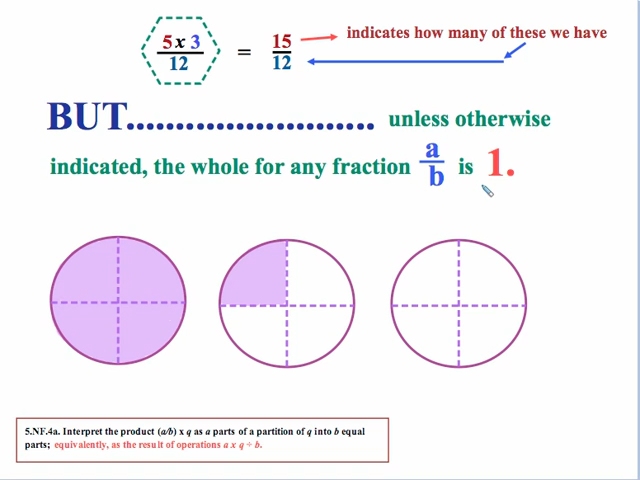 5 x 3 / 12 = 15 / 12
indicates how many of these we have
BUT......................... unless otherwise
indicated, the whole for any fraction a / b is 1.
5.NF.4a. Interpret the product (a/b) x q as a parts of a partition of q into b equal
parts; equivalently, as the result of operations a x q ÷ b.